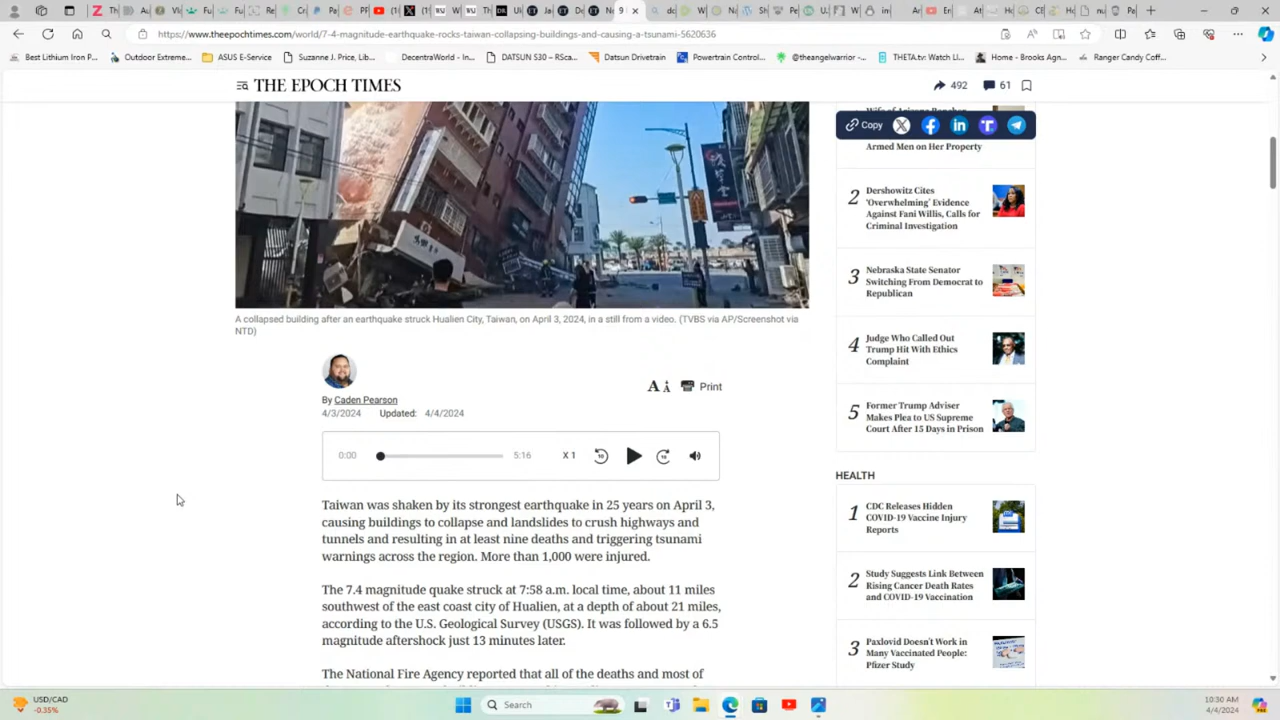 https://www.theepochtimes.com/world/7-4-magnitude-earthquake-rocks-taiwan-collapsing-buildings-and-causing-a-tsunami-5620636
Best Lithium Iron P...
Outdoor Extreme...
ASUS E-Service
Suzanne J. Price, Lib...
DecentraWorld - In...
DATSUN S30 – RSca...
Datsun Drivetrain
Powertrain Control...
@theangelwarrior -...
THETA.tv: Watch LI...
Home - Brooks Agn...
Ranger Candy Coff...
THE EPOCH TIMES
492
61
Copy
Armed Men on Her Property
2
Dershowitz Cites
'Overwhelming' Evidence
Against Fani Willis, Calls for
Criminal Investigation
3
Nebraska State Senator
Switching From Democrat to
Republican
A collapsed building after an earthquake struck Hualien City, Taiwan, on April 3, 2024, in a still from a video. (TVBS via AP/Screenshot via
NTD)
4
Judge Who Called Out
Trump Hit With Ethics
Complaint
By Caden Pearson
4/3/2024 Updated: 4/4/2024
A A Print
5
Former Trump Adviser
Makes Plea to US Supreme
Court After 15 Days in Prison
0:00
5:16
X 1
10
10
HEALTH
Taiwan was shaken by its strongest earthquake in 25 years on April 3,
causing buildings to collapse and landslides to crush highways and
tunnels and resulting in at least nine deaths and triggering tsunami
warnings across the region. More than 1,000 were injured.
1
CDC Releases Hidden
COVID-19 Vaccine Injury
Reports
The 7.4 magnitude quake struck at 7:58 a.m. local time, about 11 miles
southwest of the east coast city of Hualien, at a depth of about 21 miles,
according to the U.S. Geological Survey (USGS). It was followed by a 6.5
magnitude aftershock just 13 minutes later.
2
Study Suggests Link Between
Rising Cancer Death Rates
and COVID-19 Vaccination
3
Paxlovid Doesn't Work in
Many Vaccinated People:
Pfizer Study
The National Fire Agency reported that all of the deaths and most of
USD/CAD
-0.35%
Search
10:30 AM
4/4/2024